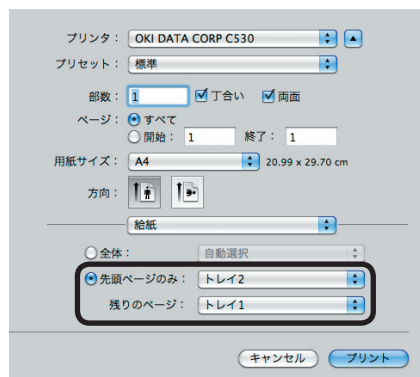 プリンタ： OKI DATA CORP C530
プリセット： 標準
部数： 1 丁合い 両面
ページ： すべて
開始： 1 終了： 1
用紙サイズ： A4 20.99 x 29.70 cm
方向：
給紙
全体： 自動選択
先頭ページのみ： トレイ2
残りのページ： トレイ1
キャンセル プリント